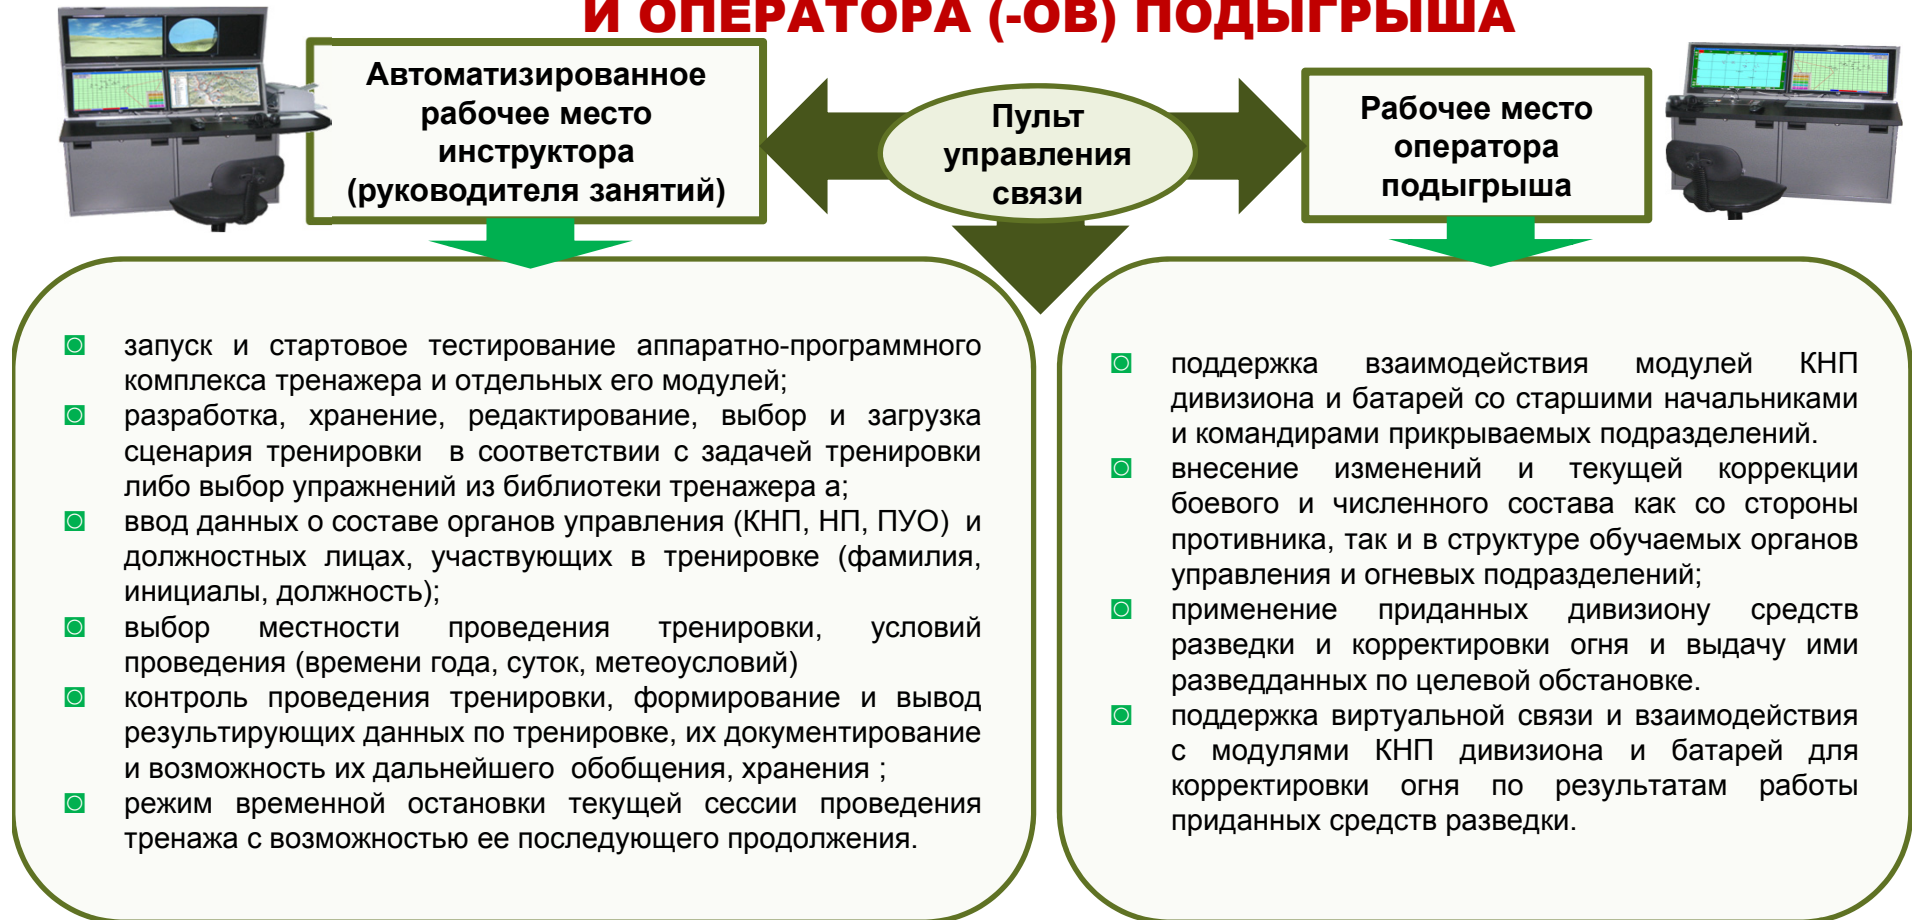 И ОПЕРАТОРА (-ОВ) ПОДЫГРЫША
Автоматизированное
рабочее место
инструктора
(руководителя занятий)
Пульт
управления
связи
Рабочее место
оператора
подыгрыша
запуск и стартовое тестирование аппаратно-программного
комплекса тренажера и отдельных его модулей;
разработка, хранение, редактирование, выбор и загрузка
сценария тренировки в соответствии с задачей тренировки
либо выбор упражнений из библиотеки тренажера а;
ввод данных о составе органов управления (КНП, НП, ПУО) и
должностных лицах, участвующих в тренировке (фамилия,
инициалы, должность);
выбор местности проведения тренировки, условий
проведения (времени года, суток, метеоусловий)
контроль проведения тренировки, формирование и вывод
результирующих данных по тренировке, их документирование
и возможность их дальнейшего обобщения, хранения ;
режим временной остановки текущей сессии проведения
тренажа с возможностью ее последующего продолжения.
поддержка взаимодействия модулей КНП
дивизиона и батарей со старшими начальниками
и командирами прикрываемых подразделений.
внесение изменений и текущей коррекции
боевого и численного состава как со стороны
противника, так и в структуре обучаемых органов
управления и огневых подразделений;
применение приданных дивизиону средств
разведки и корректировки огня и выдачу ими
разведданных по целевой обстановке.
поддержка виртуальной связи и взаимодействия
с модулями КНП дивизиона и батарей для
корректировки огня по результатам работы
приданных средств разведки.